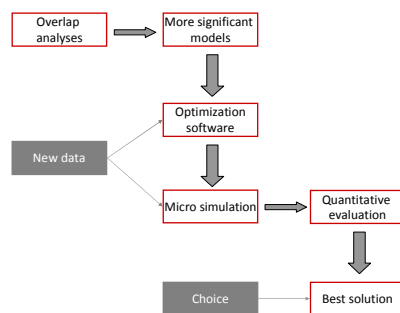 Overlap
analyses
More significant
models
Optimization
software
New data
Micro simulation
Quantitative
evaluation
Choice
Best solution